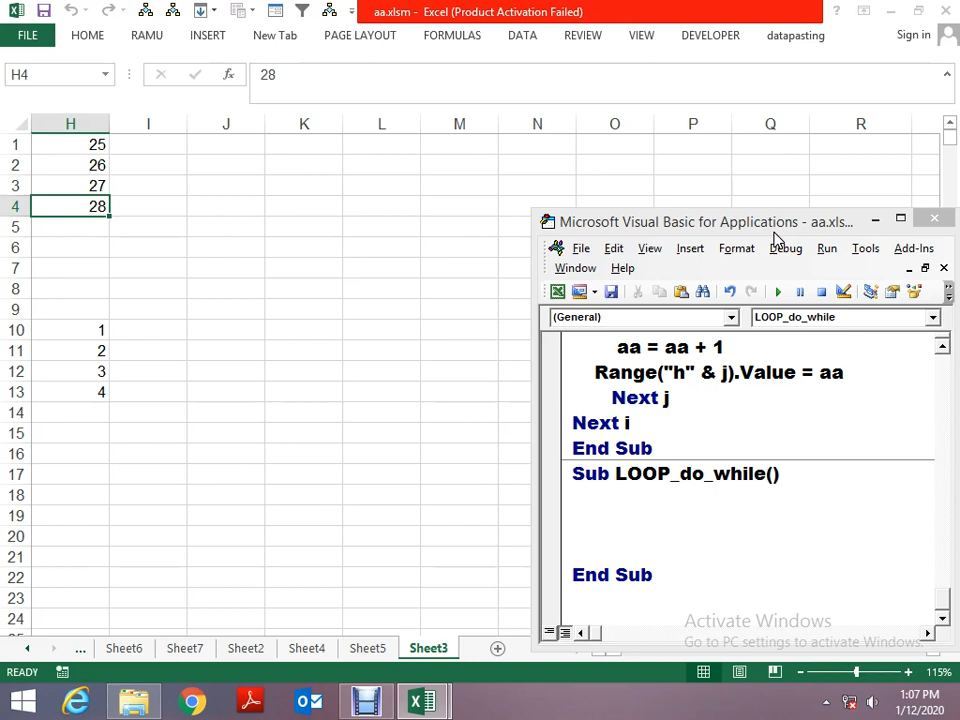 aa.xlsm - Excel (Product Activation Failed)
?
FILE HOME RAMU INSERT New Tab PAGE LAYOUT FORMULAS DATA REVIEW VIEW DEVELOPER datapasting Sign in
H4 fx 28
H I J K L M N O P Q R
1 25
2 26
3 27
4 28
5
6
7
8
9
10 1
11 2
12 3
13 4
14
15
16
17
18
19
20
21
22
23
24
Microsoft Visual Basic for Applications - aa.xls...
File Edit View Insert Format Debug Run Tools Add-Ins
Window Help
(General) LOOP_do_while
aa = aa + 1
Range("h" & j).Value = aa
Next j
Next i
End Sub
Sub LOOP_do_while()
End Sub
Activate Windows
Go to PC settings to activate Windows.
... Sheet6 Sheet7 Sheet2 Sheet4 Sheet5 Sheet3
READY 115%
1:07 PM
1/12/2020